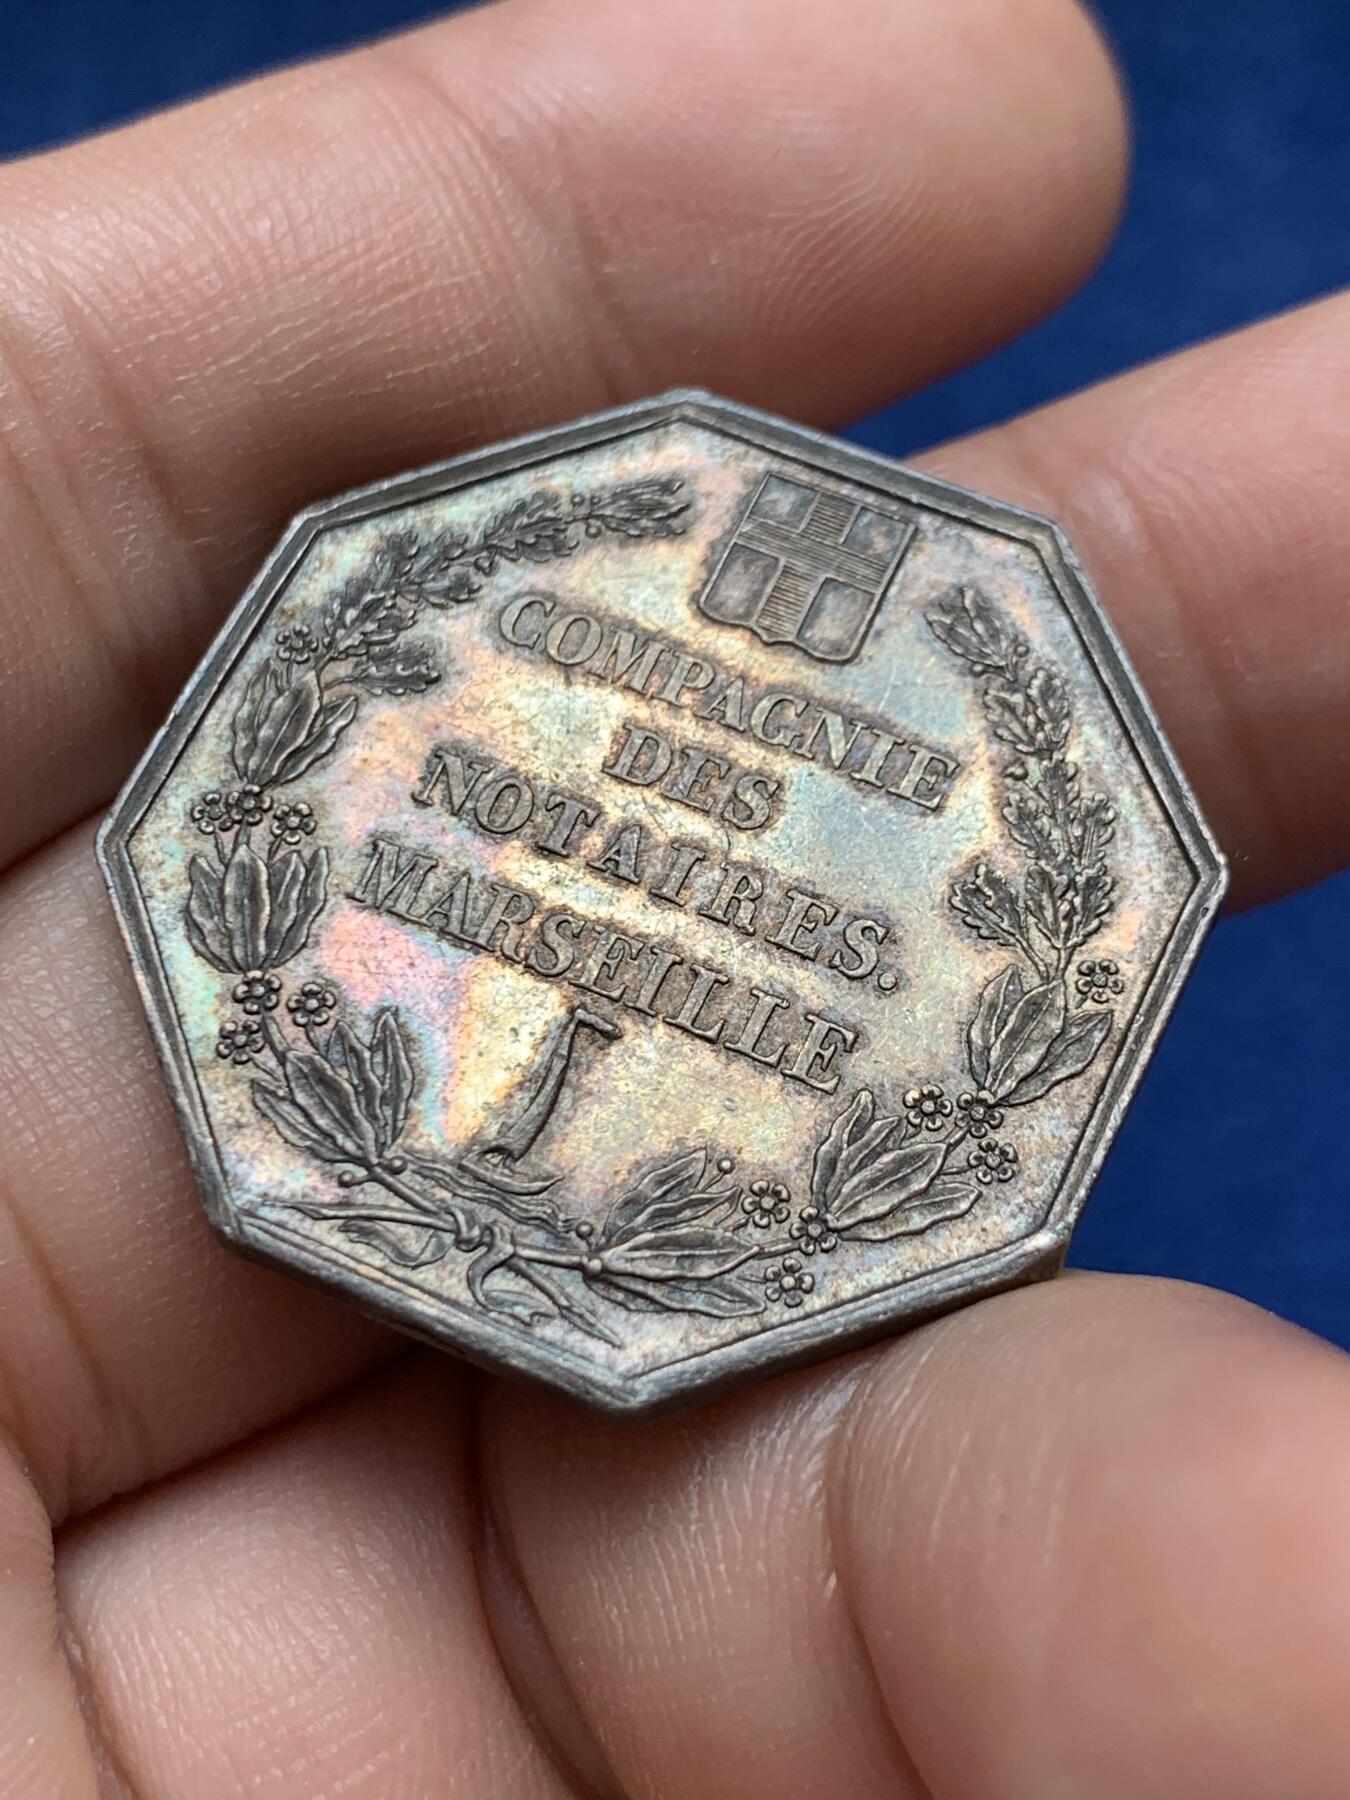 COMPAGNIE
DES
NOTAIRES.
MARSEILLE